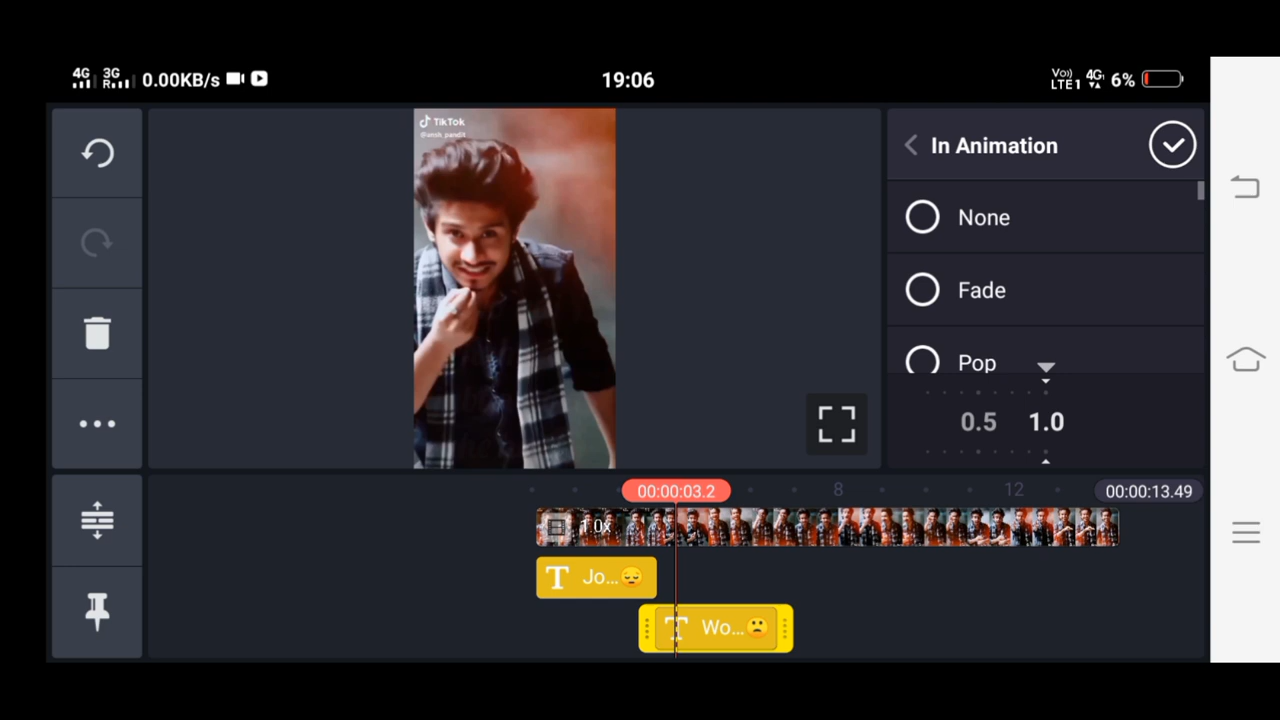 4G 3G R 0.00KB/s 19:06 Vo) LTE1 4G 6%
TikTok
@ansh_pandit
In Animation
None
Fade
Pop
0.5 1.0
00:00:03.2 8 12 00:00:13.49
1.0x
T Jo...😔
T Wo...🙁